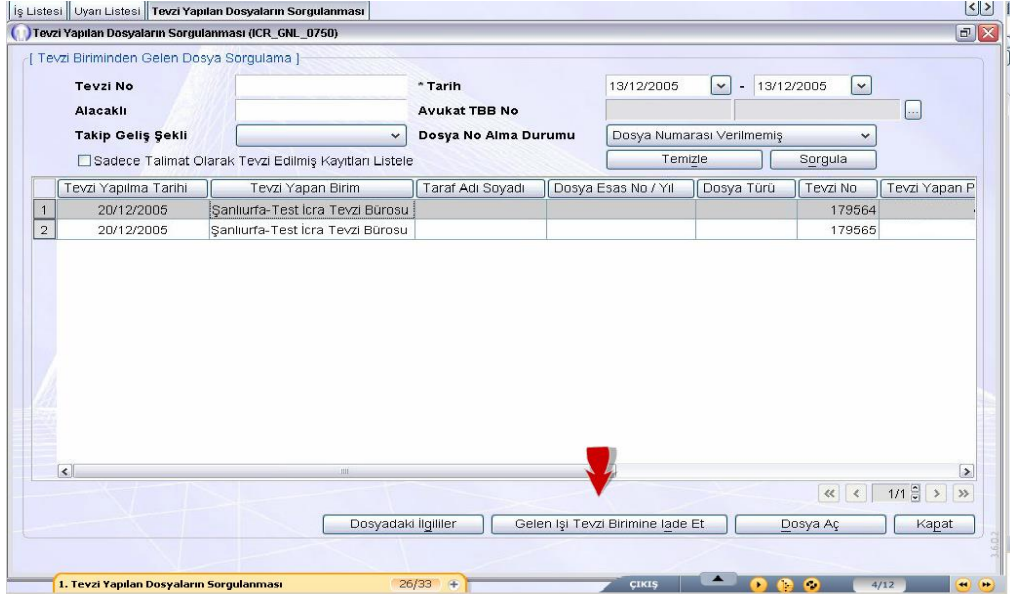 İş Listesi Uyarı Listesi Tevzi Yapılan Dosyaların Sorgulanması
Tevzi Yapılan Dosyaların Sorgulanması (ICR_GNL_0750)
[ Tevzi Biriminden Gelen Dosya Sorgulama ]
Tevzi No * Tarih 13/12/2005 - 13/12/2005
Alacaklı Avukat TBB No ...
Takip Geliş Şekli Dosya No Alma Durumu Dosya Numarası Verilmemiş
Sadece Talimat Olarak Tevzi Edilmiş Kayıtları Listele Temizle Sorgula
Tevzi Yapılma Tarihi Tevzi Yapan Birim Taraf Adı Soyadı Dosya Esas No / Yıl Dosya Türü Tevzi No Tevzi Yapan P
1 20/12/2005 Şanlıurfa-Test İcra Tevzi Bürosu 179564
2 20/12/2005 Şanlıurfa-Test İcra Tevzi Bürosu 179565
1/1
Dosyadaki İlgililer Gelen Işi Tevzi Birimine Iade Et Dosya Aç Kapat
3602
1. Tevzi Yapılan Dosyaların Sorgulanması 26/33 + ÇIKIŞ 4/12